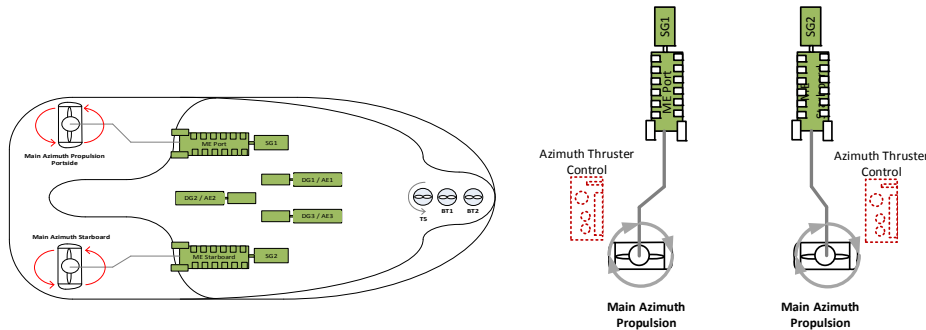 Main Azimuth Propulsion
Portside
ME Port
SG1
DG1 / AE1
DG2 / AE2
DG3 / AE3
TS
BT1
BT2
Main Azimuth Starboard
ME Starboard
SG2
SG1
ME Port
Azimuth Thruster
Control
Main Azimuth
Propulsion
SG2
Azimuth Thruster
Control
Main Azimuth
Propulsion